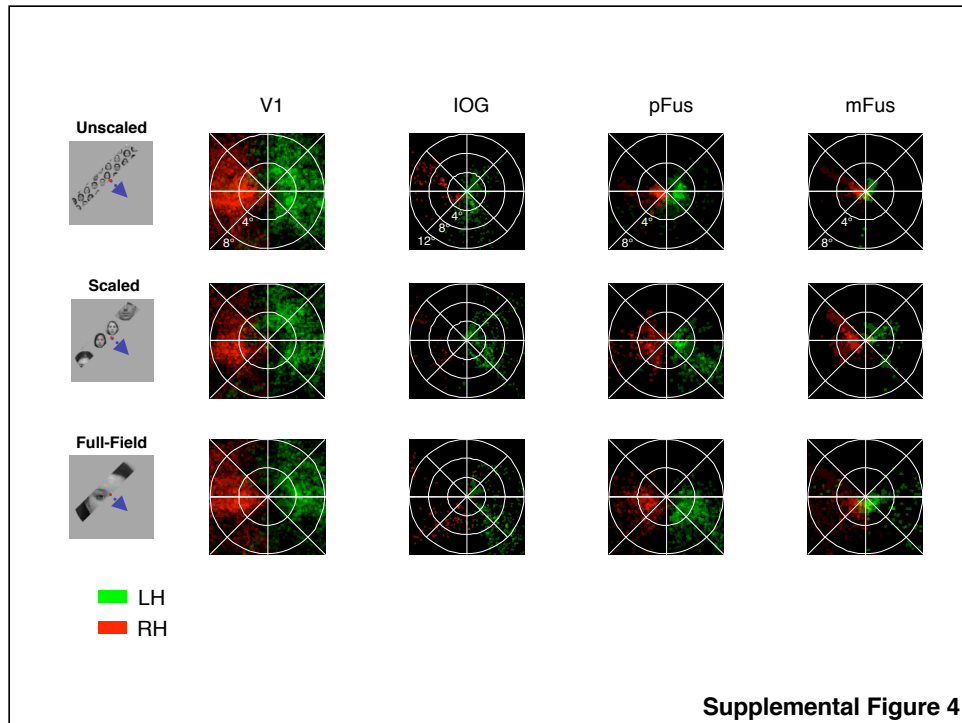 V1
IOG
pFus
mFus
Unscaled
4°
8°
4°
8°
12°
4°
8°
4°
8°
Scaled
Full-Field
LH
RH
Supplemental Figure 4